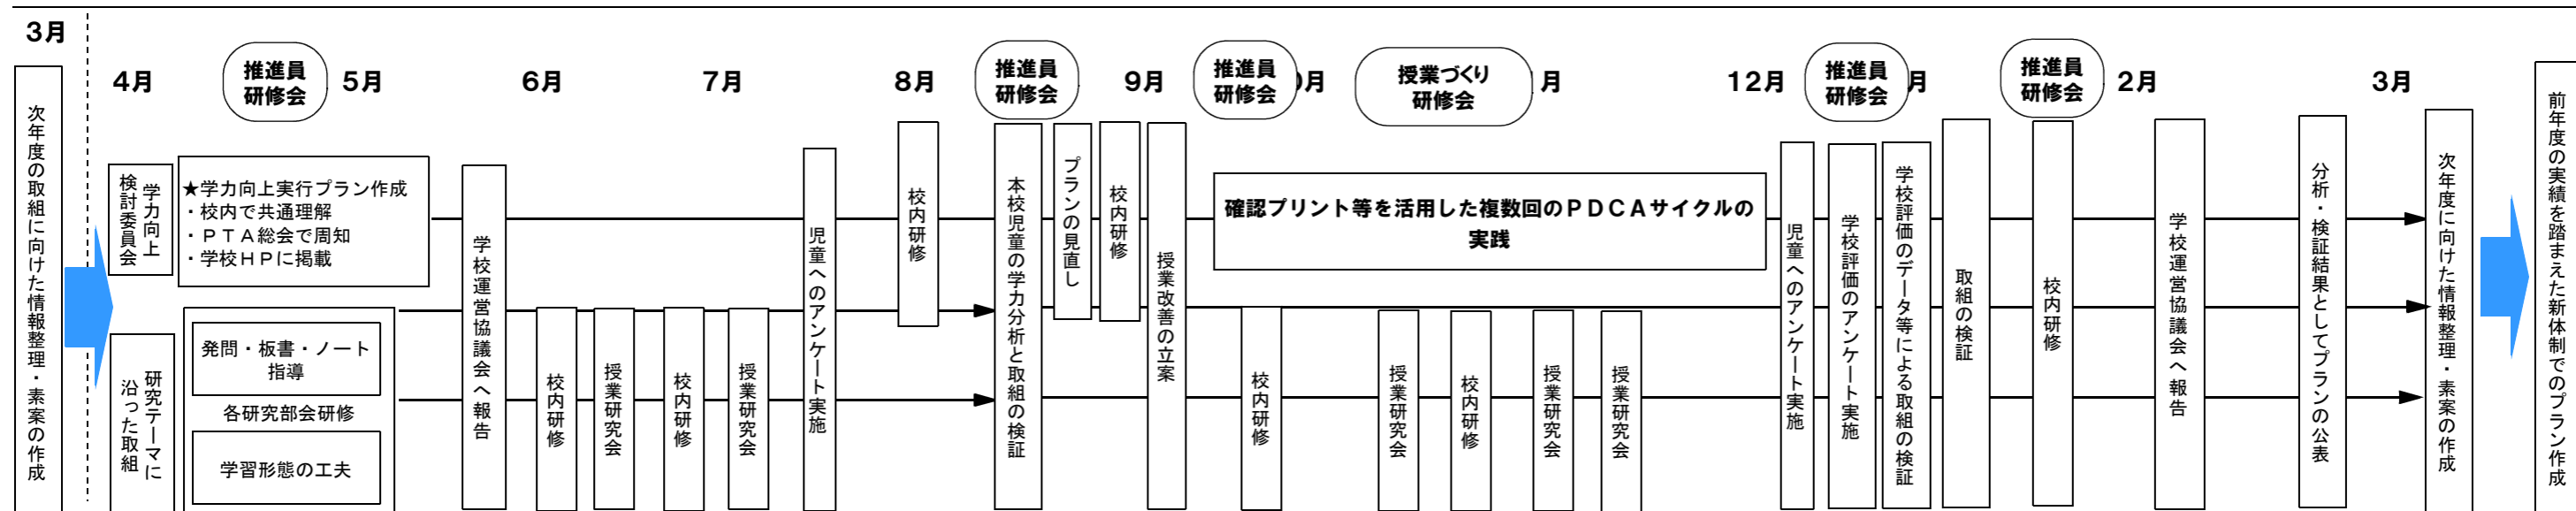 3月
4月
推進員
研修会
5月
6月
7月
8月
推進員
研修会
9月
推進員
研修会
0月
授業づくり
研修会
月
12月
推進員
研修会
月
推進員
研修会
2月
3月
次年度の取組に向けた情報整理・素案の作成
学力向上
検討委員会
★学力向上実行プラン作成
・校内で共通理解
・PTA総会で周知
・学校HPに掲載
研究テーマに
沿った取組
発問・板書・ノート
指導
各研究部会研修
学習形態の工夫
学校運営協議会へ報告
校内研修
授業研究会
校内研修
授業研究会
児童へのアンケート実施
校内研修
本校児童の学力分析と取組の検証
プランの見直し
校内研修
授業改善の立案
確認プリント等を活用した複数回のPDCAサイクルの
実践
校内研修
授業研究会
校内研修
授業研究会
授業研究会
児童へのアンケート実施
学校評価のアンケート実施
学校評価のデータ等による取組の検証
取組の検証
校内研修
学校運営協議会へ報告
分析・検証結果としてプランの公表
次年度に向けた情報整理・素案の作成
前年度の実績を踏まえた新体制でのプラン作成